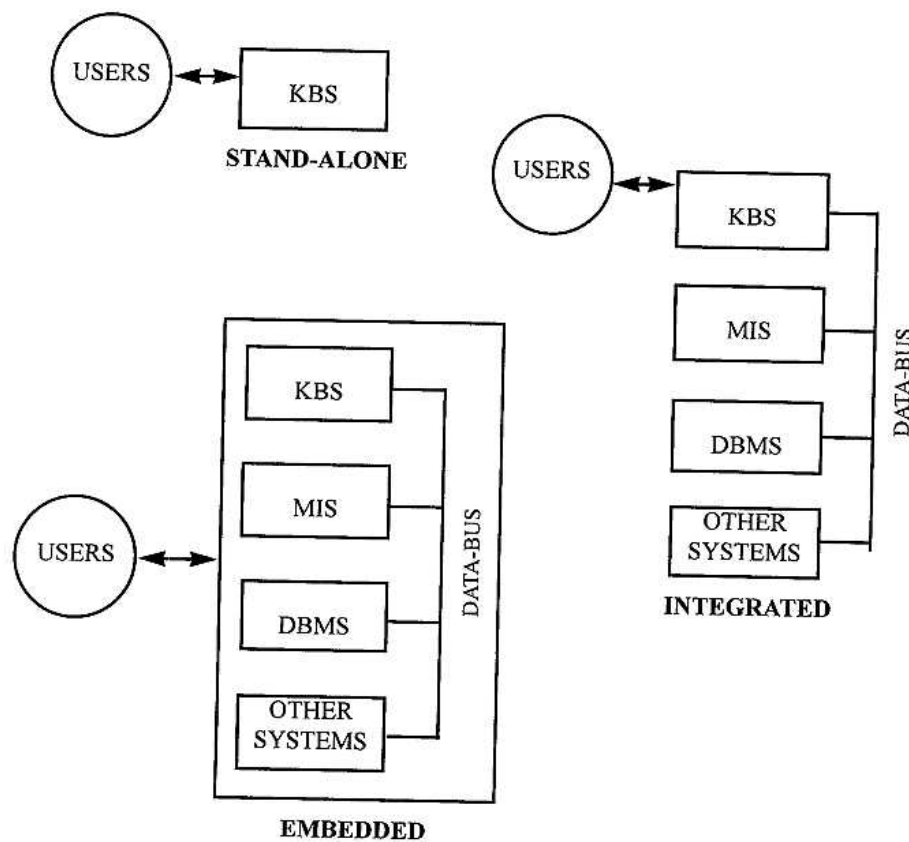 USERS
KBS
STAND-ALONE
USERS
KBS
MIS
DBMS
OTHER
SYSTEMS
DATA-BUS
INTEGRATED
USERS
KBS
MIS
DBMS
OTHER
SYSTEMS
DATA-BUS
EMBEDDED